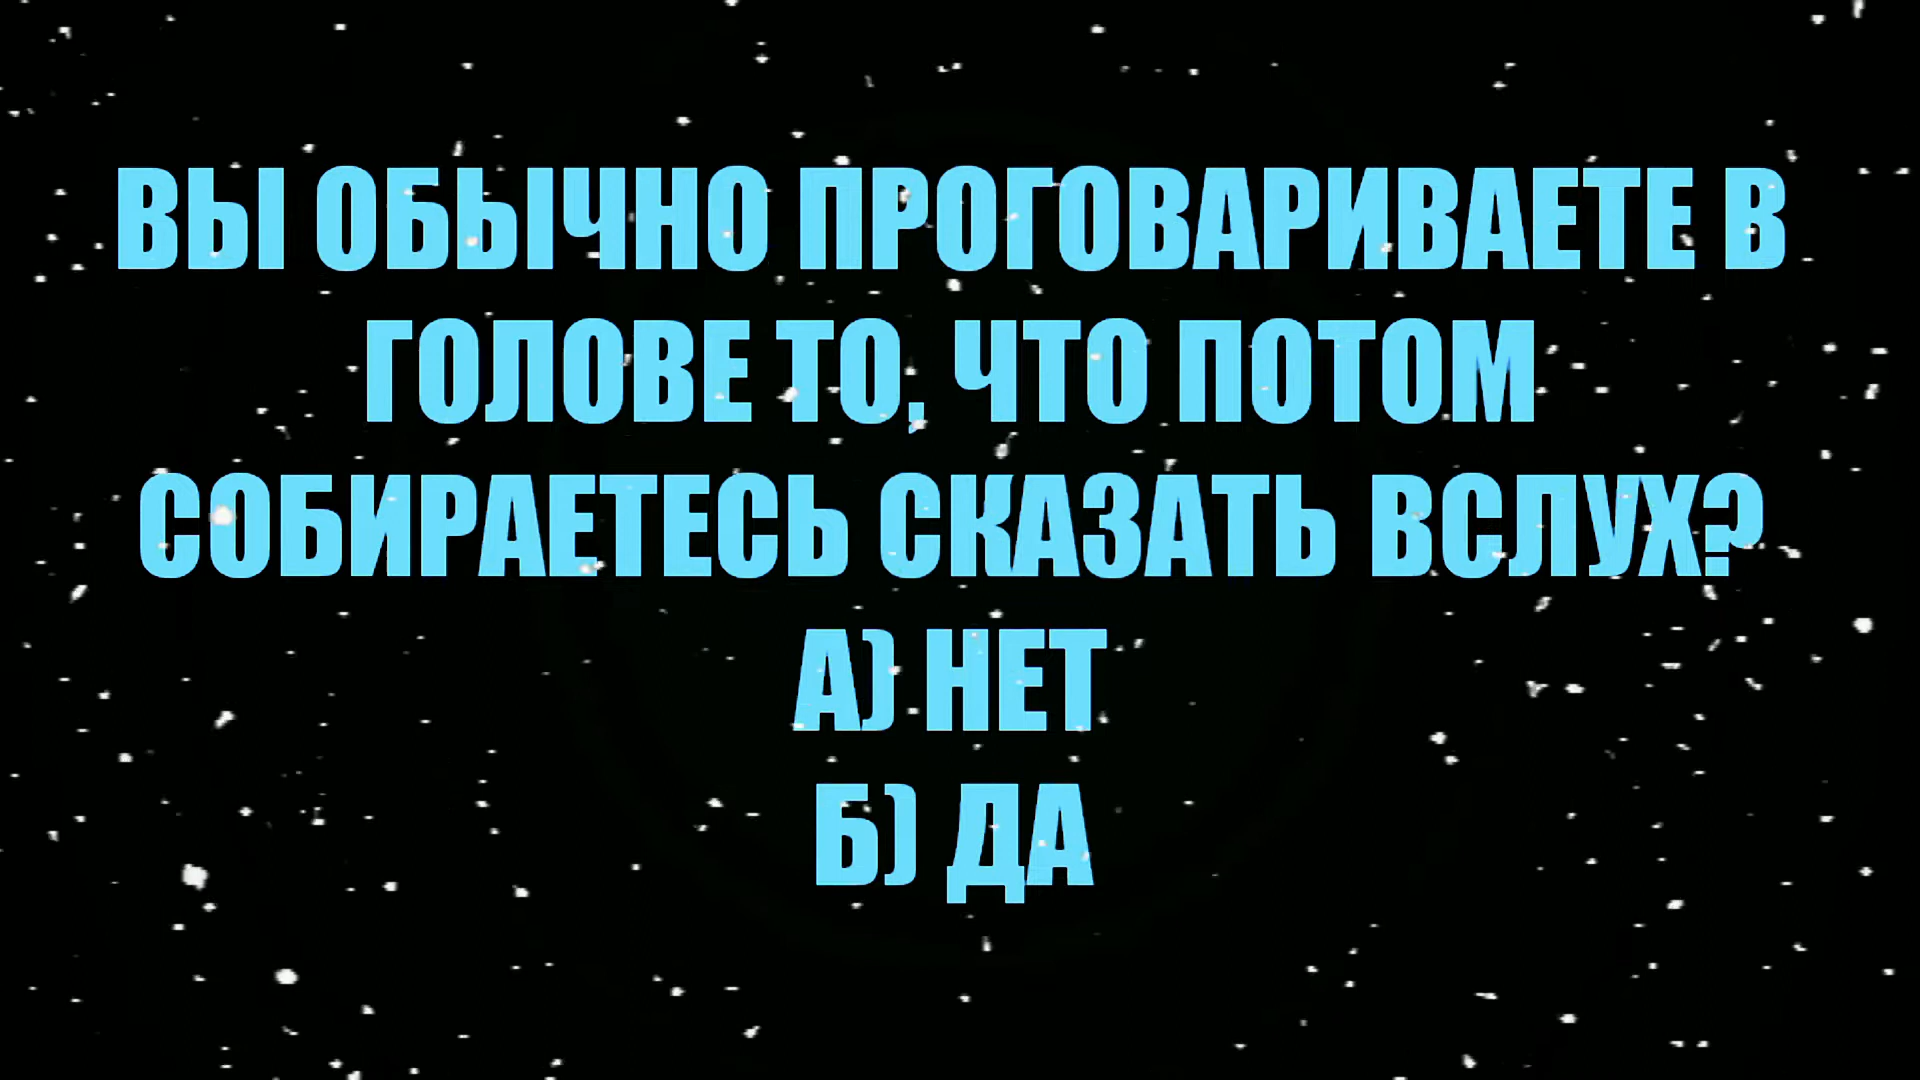 ВЫ ОБЫЧНО ПРОГОВАРИВАЕТЕ В
ГОЛОВЕ ТО, ЧТО ПОТОМ
СОБИРАЕТЕСЬ СКАЗАТЬ ВСЛУХ?
А) НЕТ
Б) ДА